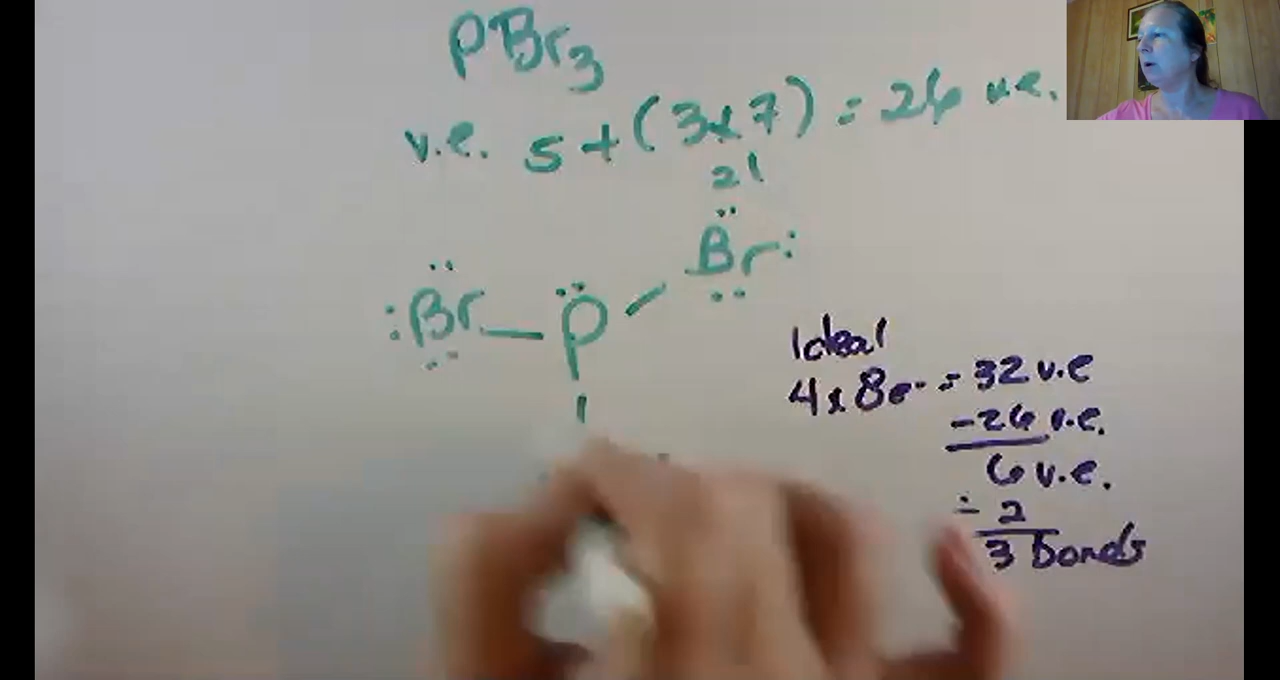 PBr3
v.e. 5 + (3x7) = 26 v.e.
21
:Br - P - Br:
Ideal
4 x 8e- = 32 v.e
-26 v.e.
6 v.e.
÷ 2
3 bonds